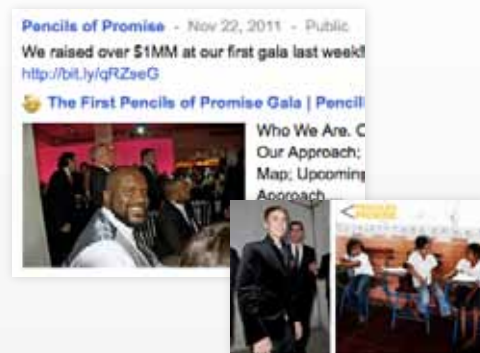 Pencils of Promise - Nov 22, 2011 - Public
We raised over $1MM at our first gala last week!
http://bit.ly/qRZseG
The First Pencils of Promise Gala | Pencil
Who We Are. C
Our Approach;
Map; Upcoming
Approach